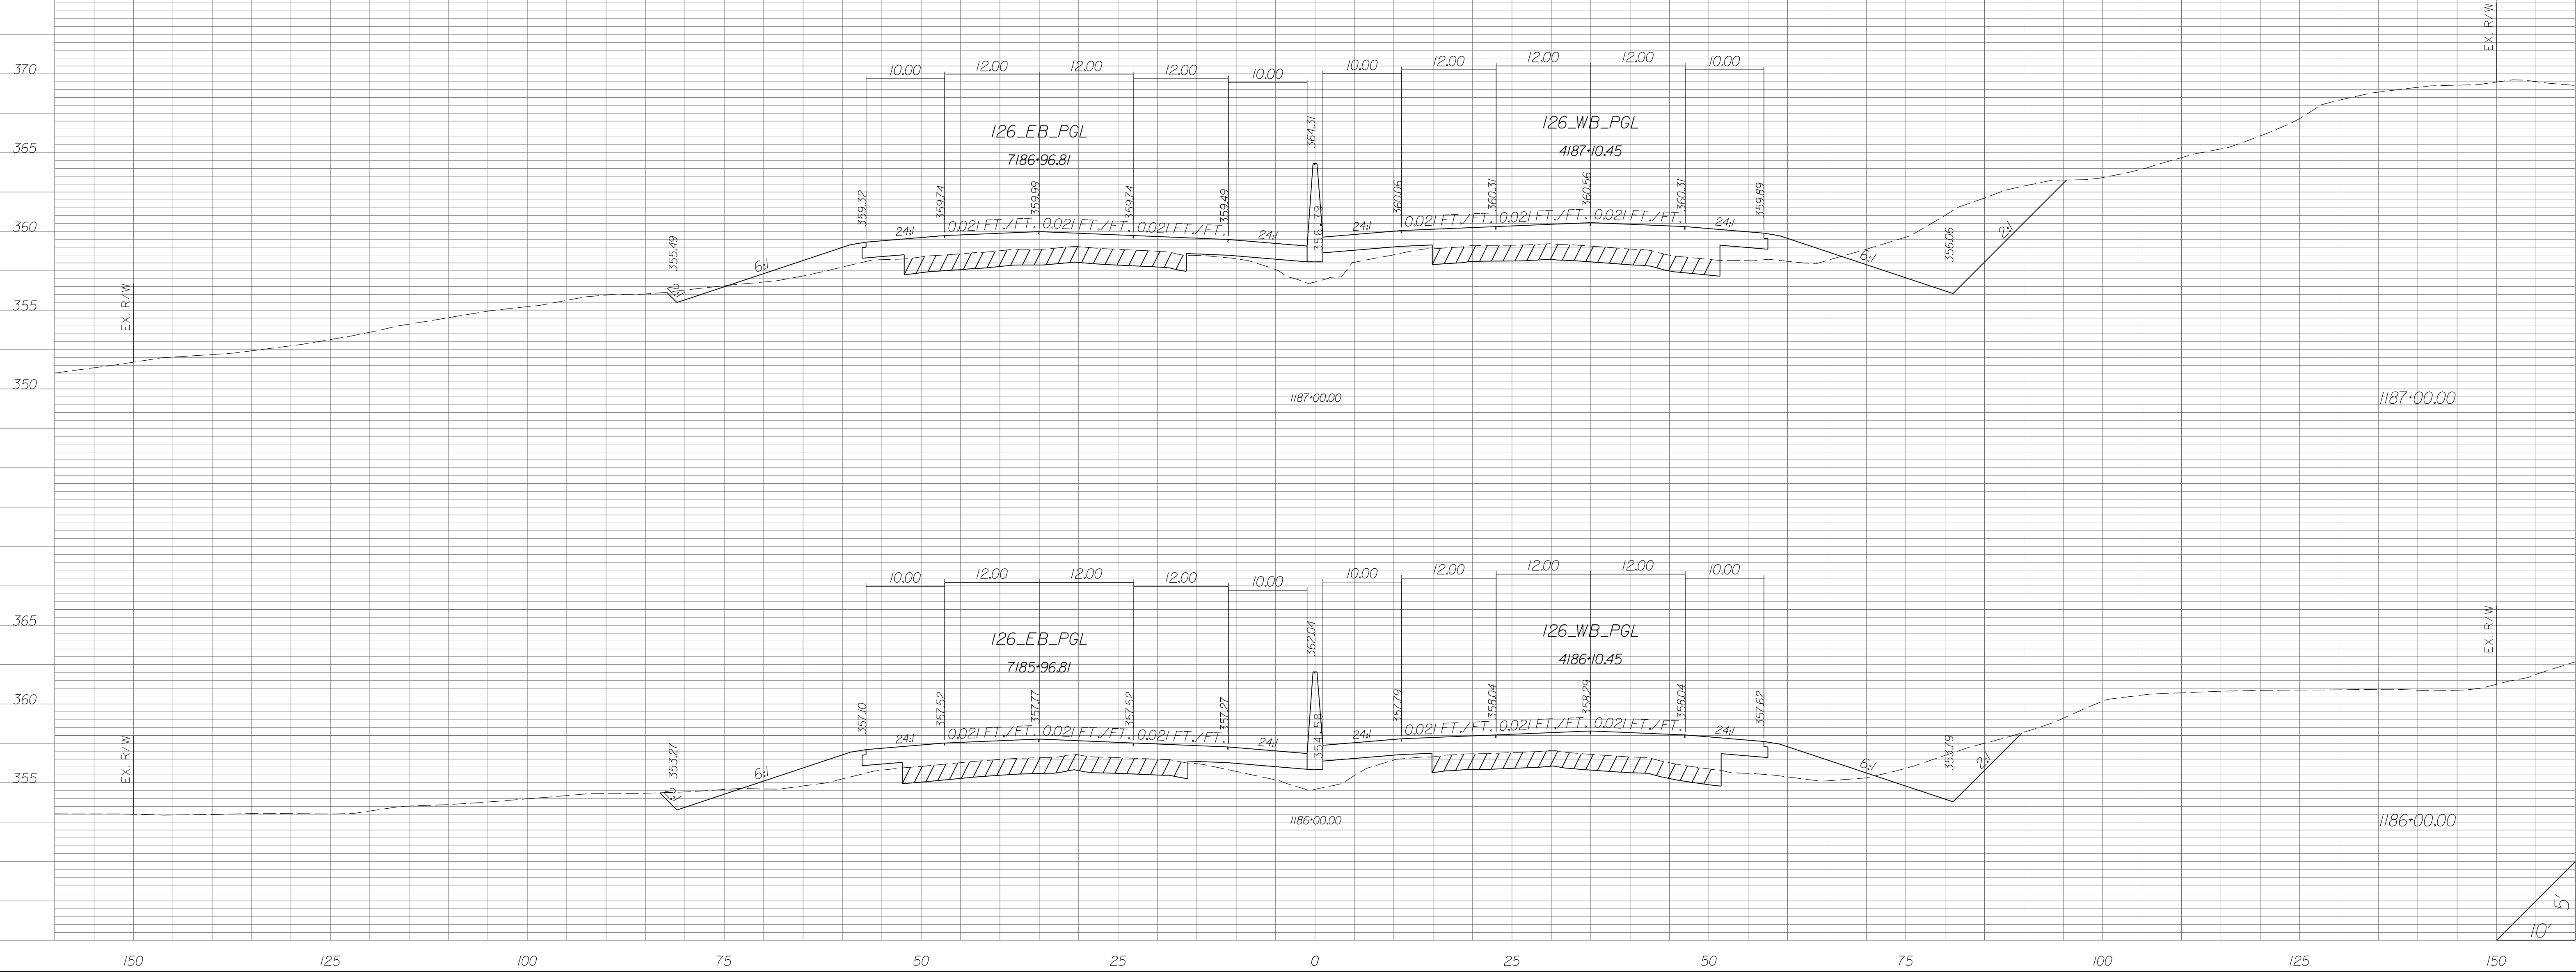 EX. R/W
370
10.00 12.00 12.00 12.00 10.00 10.00 12.00 12.00 12.00 10.00
364.31
126_EB_PGL 126_WB_PGL
7186+96.81 4187+10.45
365
359.32 359.74 359.99 359.74 359.49 360.06 360.31 360.56 360.31 359.89
360
24:1 0.021 FT./FT. 0.021 FT./FT. 0.021 FT./FT. 24:1 356.79 24:1 0.021 FT./FT. 0.021 FT./FT. 0.021 FT./FT. 24:1
355.49 6:1 6:1 356.06 2:1
EX. R/W
355
350
1187+00.00 1187+00.00
10.00 12.00 12.00 12.00 10.00 10.00 12.00 12.00 12.00 10.00
365
362.04
EX. R/W
126_EB_PGL 126_WB_PGL
7185+96.81 4186+10.45
360
357.10 357.52 357.77 357.52 357.27 357.79 358.04 358.29 358.04 357.62
24:1 0.021 FT./FT. 0.021 FT./FT. 0.021 FT./FT. 24:1 354.58 24:1 0.021 FT./FT. 0.021 FT./FT. 0.021 FT./FT. 24:1
EX. R/W
353.27 6:1 6:1 353.79 2:1
355
1186+00.00 1186+00.00
5'
10'
150 125 100 75 50 25 0 25 50 75 100 125 150